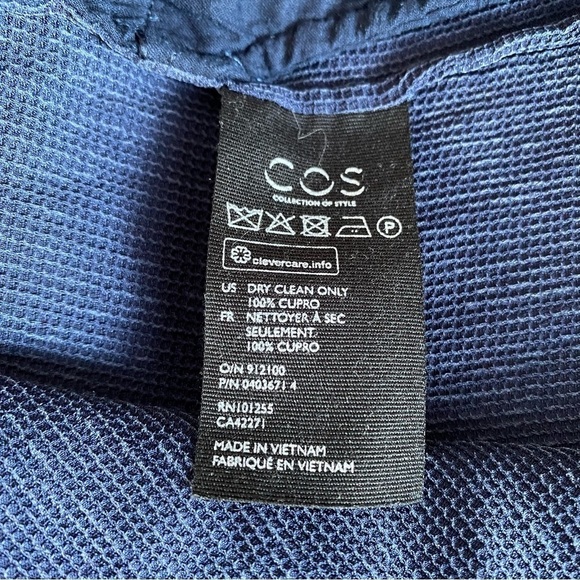 COS
COLLECTION OF STYLE
P
clevercare.info
US DRY CLEAN ONLY
100% CUPRO
FR NETTOYER À SEC
SEULEMENT.
100% CUPRO
O/N 912100
P/N 0403671 4
RN101255
CA42271
MADE IN VIETNAM
FABRIQUÉ EN VIETNAM